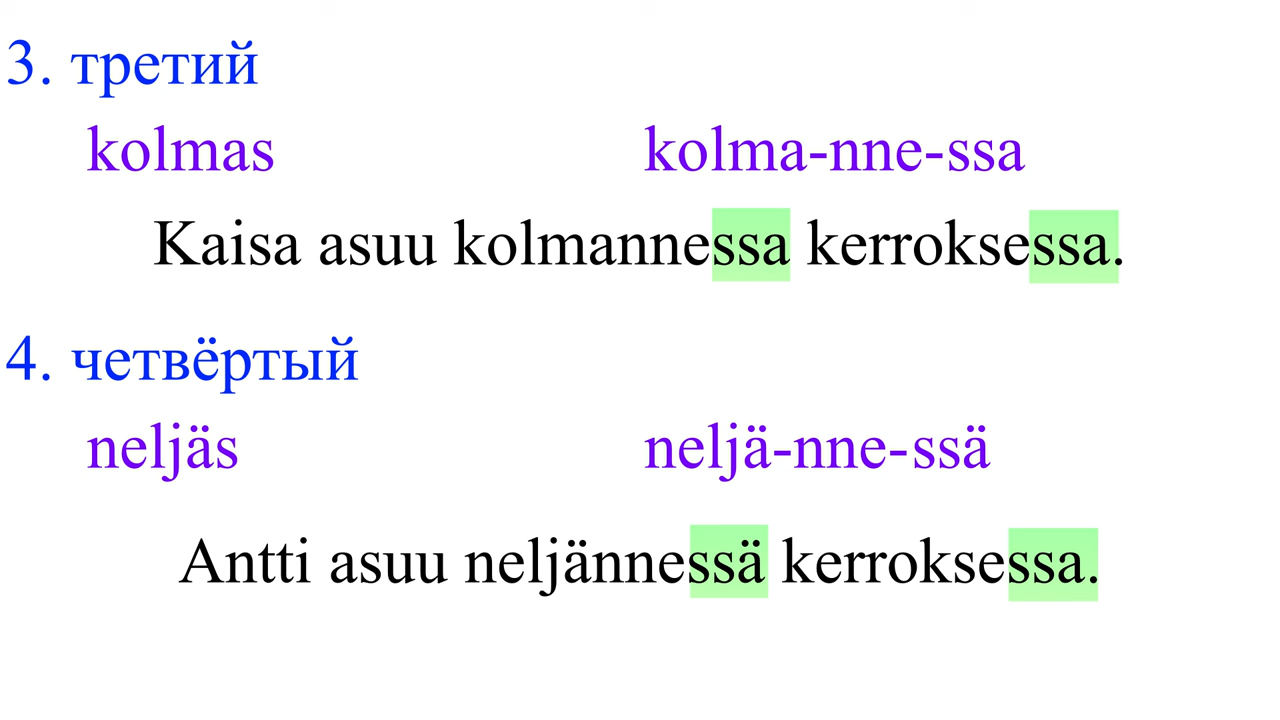 3. третий
kolmas kolma-nne-ssa
Kaisa asuu kolmannessa kerroksessa.
4. четвёртый
neljäs neljä-nne-ssä
Antti asuu neljännessä kerroksessa.